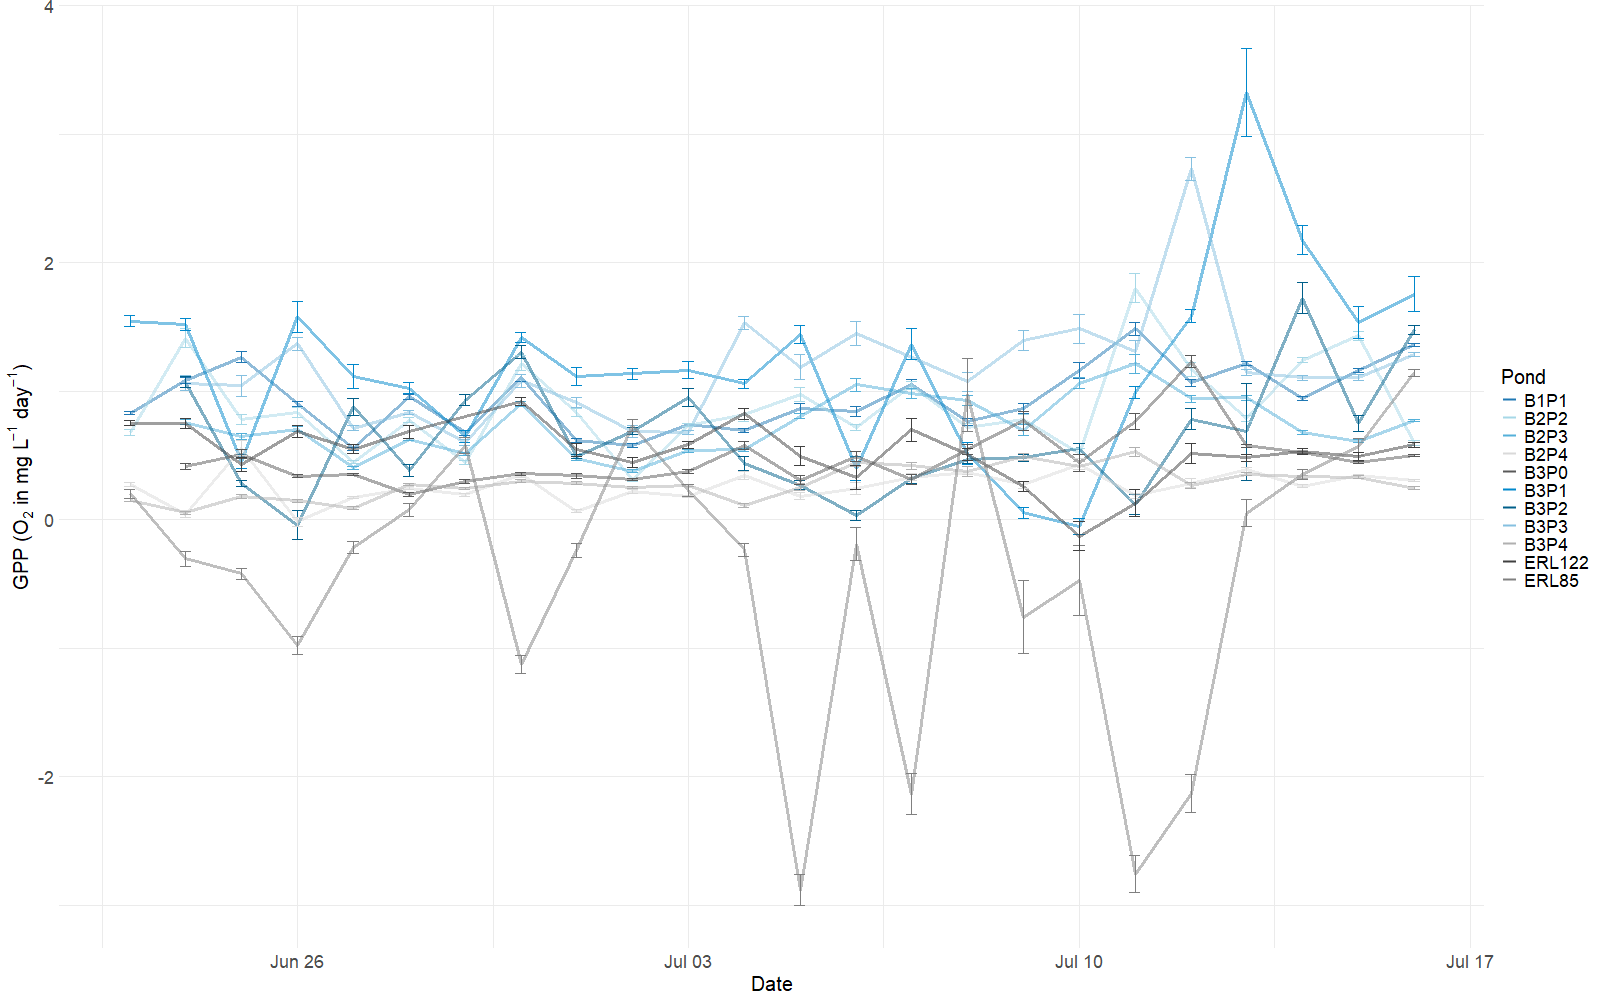 4
2
0
-2
GPP (O₂ in mg L⁻¹ day⁻¹)
Jun 26
Jul 03
Jul 10
Jul 17
Date
Pond
B1P1
B2P2
B2P3
B2P4
B3P0
B3P1
B3P2
B3P3
B3P4
ERL122
ERL85